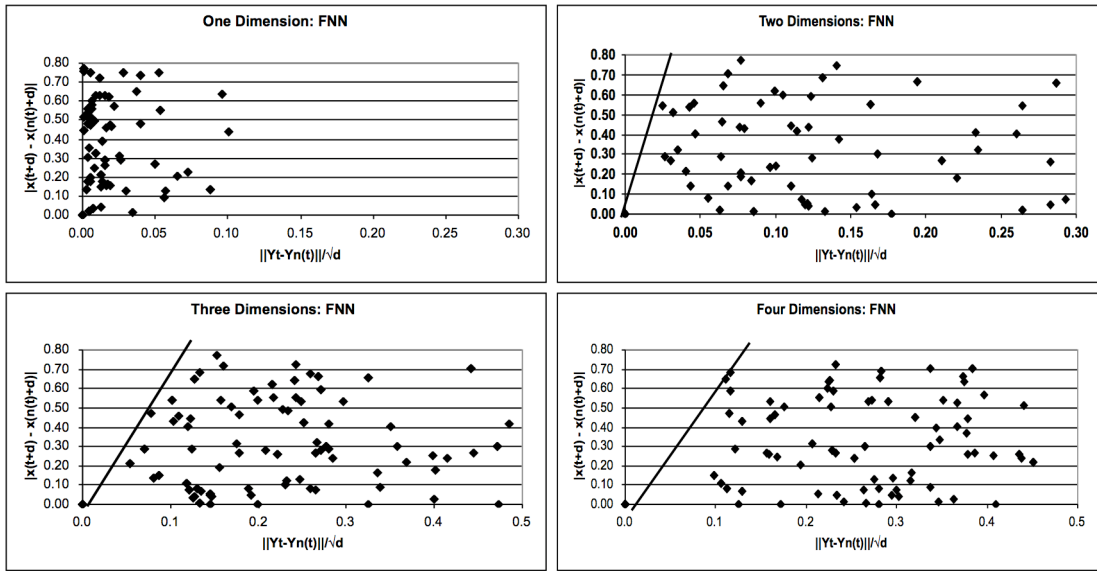 One Dimension: FNN
|x(t+d) - x(n(t)+d)|
0.80
0.70
0.60
0.50
0.40
0.30
0.20
0.10
0.00
0.00 0.05 0.10 0.15 0.20 0.25 0.30
||Yt-Yn(t)||/√d
Two Dimensions: FNN
|x(t+d) - x(n(t)+d)|
0.80
0.70
0.60
0.50
0.40
0.30
0.20
0.10
0.00
0.00 0.05 0.10 0.15 0.20 0.25 0.30
||Yt-Yn(t)||/√d
Three Dimensions: FNN
|x(t+d) - x(n(t)+d)|
0.80
0.70
0.60
0.50
0.40
0.30
0.20
0.10
0.00
0.0 0.1 0.2 0.3 0.4 0.5
||Yt-Yn(t)||/√d
Four Dimensions: FNN
|x(t+d) - x(n(t)+d)|
0.80
0.70
0.60
0.50
0.40
0.30
0.20
0.10
0.00
0.0 0.1 0.2 0.3 0.4 0.5
||Yt-Yn(t)||/√d